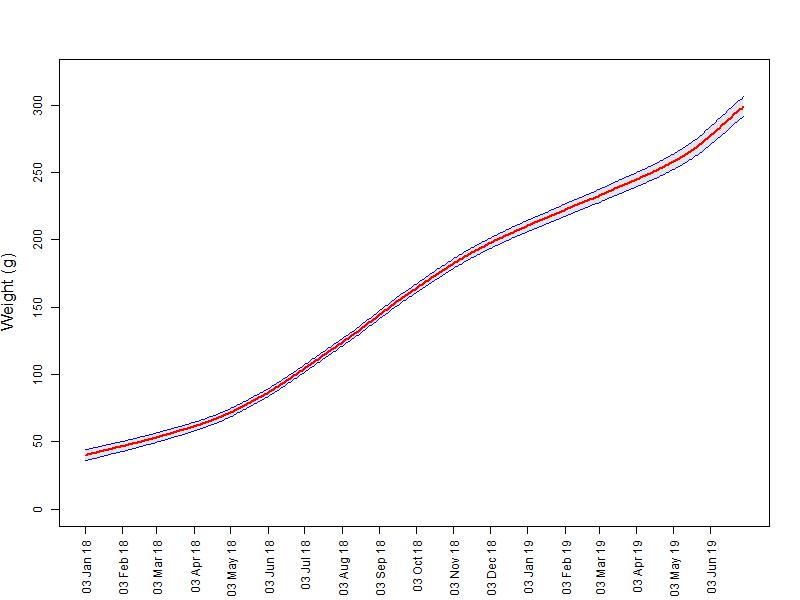 300
250
200
150
100
50
0
Weight (g)
03 Jan 18
03 Feb 18
03 Mar 18
03 Apr 18
03 May 18
03 Jun 18
03 Jul 18
03 Aug 18
03 Sep 18
03 Oct 18
03 Nov 18
03 Dec 18
03 Jan 19
03 Feb 19
03 Mar 19
03 Apr 19
03 May 19
03 Jun 19